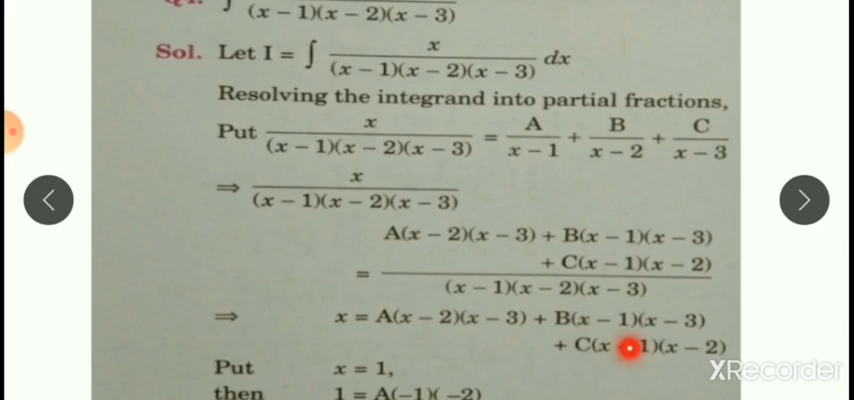 (x − 1)(x − 2)(x − 3)
Sol. Let I = ∫ x / (x − 1)(x − 2)(x − 3) dx
Resolving the integrand into partial fractions,
Put x / (x − 1)(x − 2)(x − 3) = A / x − 1 + B / x − 2 + C / x − 3
⇒ x / (x − 1)(x − 2)(x − 3)
A(x − 2)(x − 3) + B(x − 1)(x − 3)
+ C(x − 1)(x − 2)
=
(x − 1)(x − 2)(x − 3)
⇒ x = A(x − 2)(x − 3) + B(x − 1)(x − 3)
+ C(x - 1)(x − 2)
XRecorder
Put x = 1,
then 1 = A(−1)(−2)